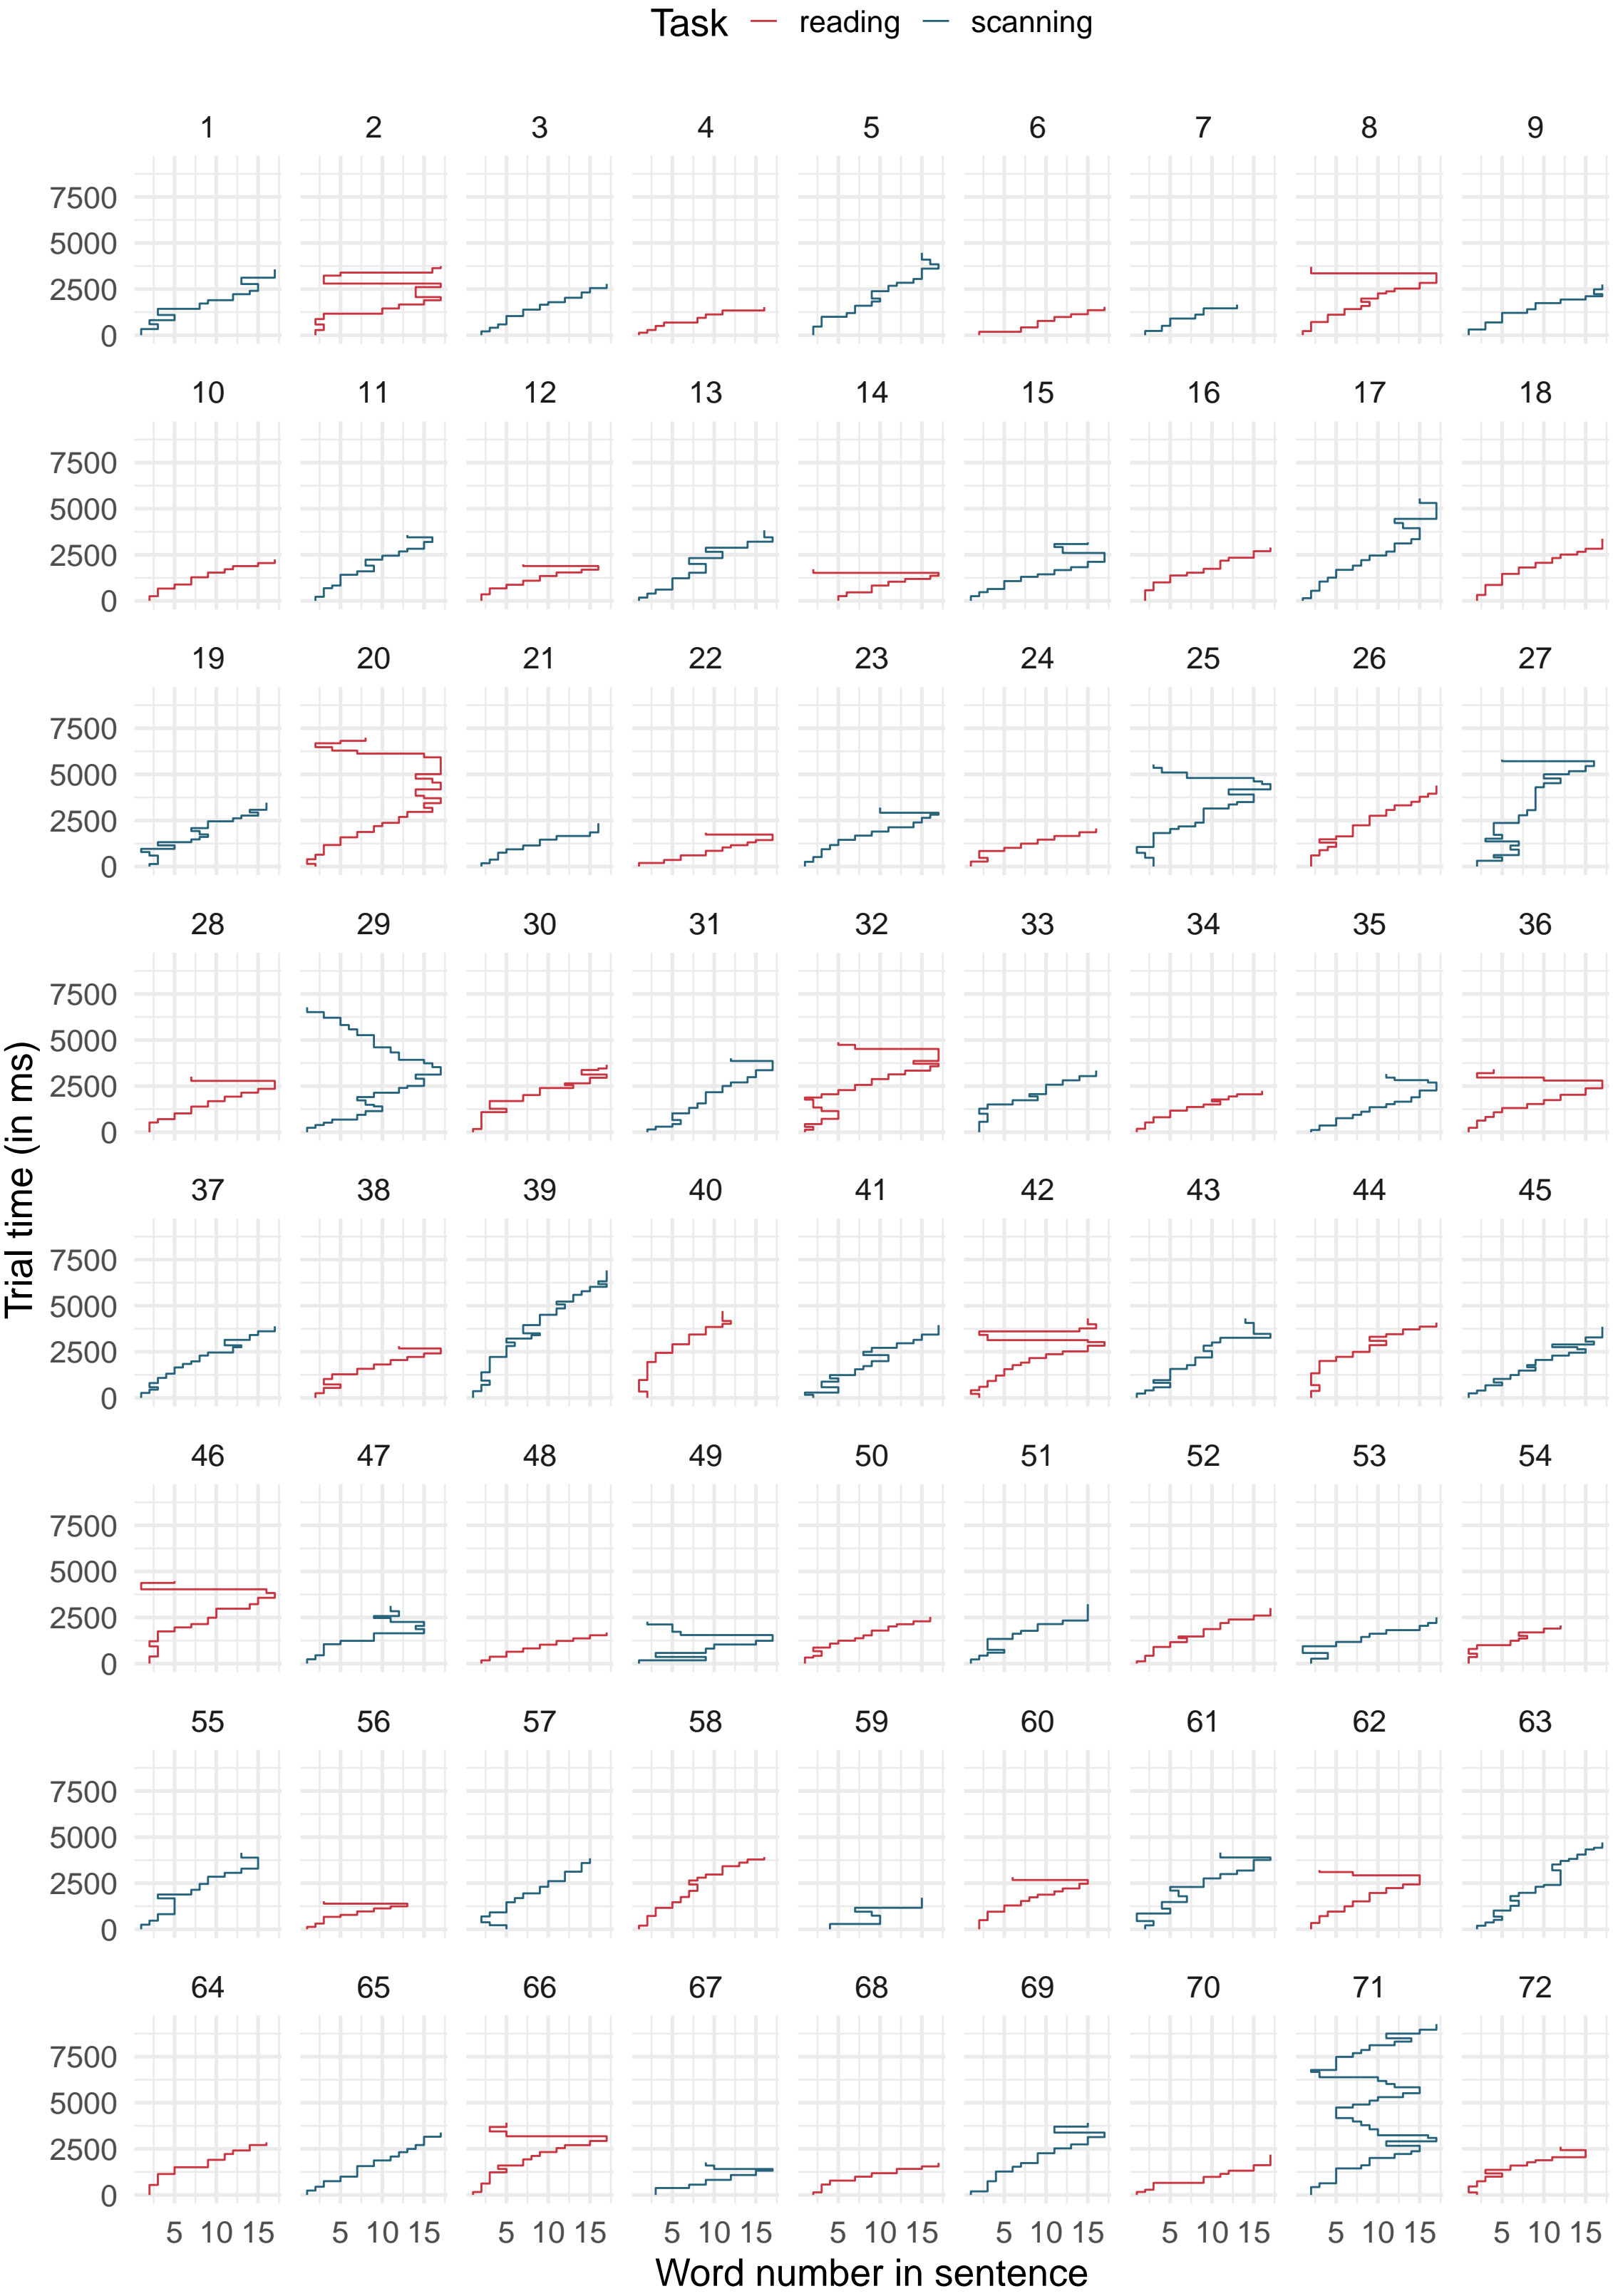 Task reading scanning
1 2 3 4 5 6 7 8 9
7500
5000
2500
0
10 11 12 13 14 15 16 17 18
7500
5000
2500
0
19 20 21 22 23 24 25 26 27
7500
5000
2500
0
28 29 30 31 32 33 34 35 36
7500
5000
2500
0
Trial time (in ms)
37 38 39 40 41 42 43 44 45
7500
5000
2500
0
46 47 48 49 50 51 52 53 54
7500
5000
2500
0
55 56 57 58 59 60 61 62 63
7500
5000
2500
0
64 65 66 67 68 69 70 71 72
7500
5000
2500
0
5 10 15 5 10 15 5 10 15 5 10 15 5 10 15 5 10 15 5 10 15 5 10 15 5 10 15
Word number in sentence